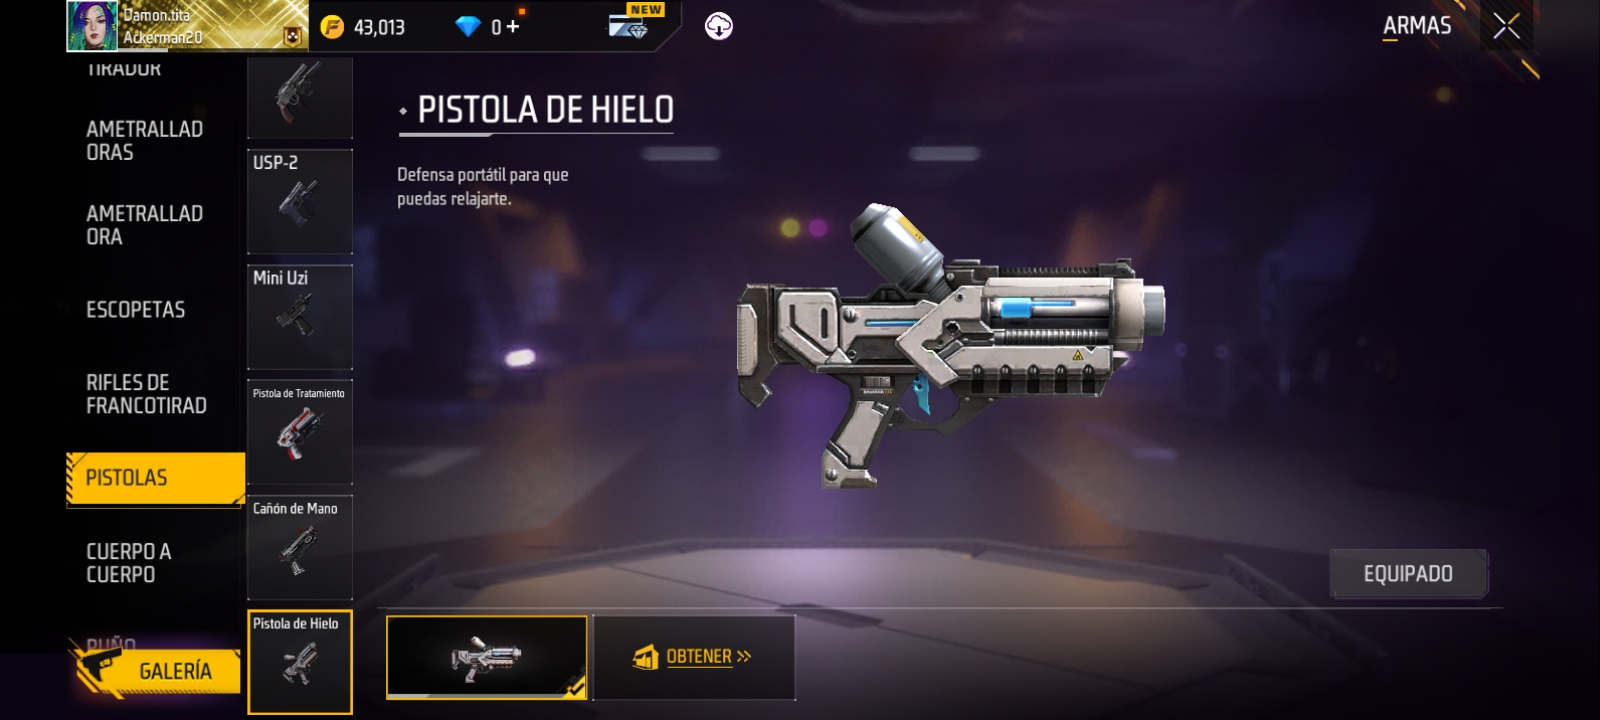 Damon.tita
Ackerman20
43,013
0 +
NEW
ARMAS
TIRADOR
AMETRALLAD
ORAS
AMETRALLAD
ORA
ESCOPETAS
RIFLES DE
FRANCOTIRAD
PISTOLAS
CUERPO A
CUERPO
PUÑO
GALERÍA
USP-2
Mini Uzi
Pistola de Tratamiento
Cañón de Mano
Pistola de Hielo
PISTOLA DE HIELO
Defensa portátil para que
puedas relajarte.
EQUIPADO
OBTENER >>